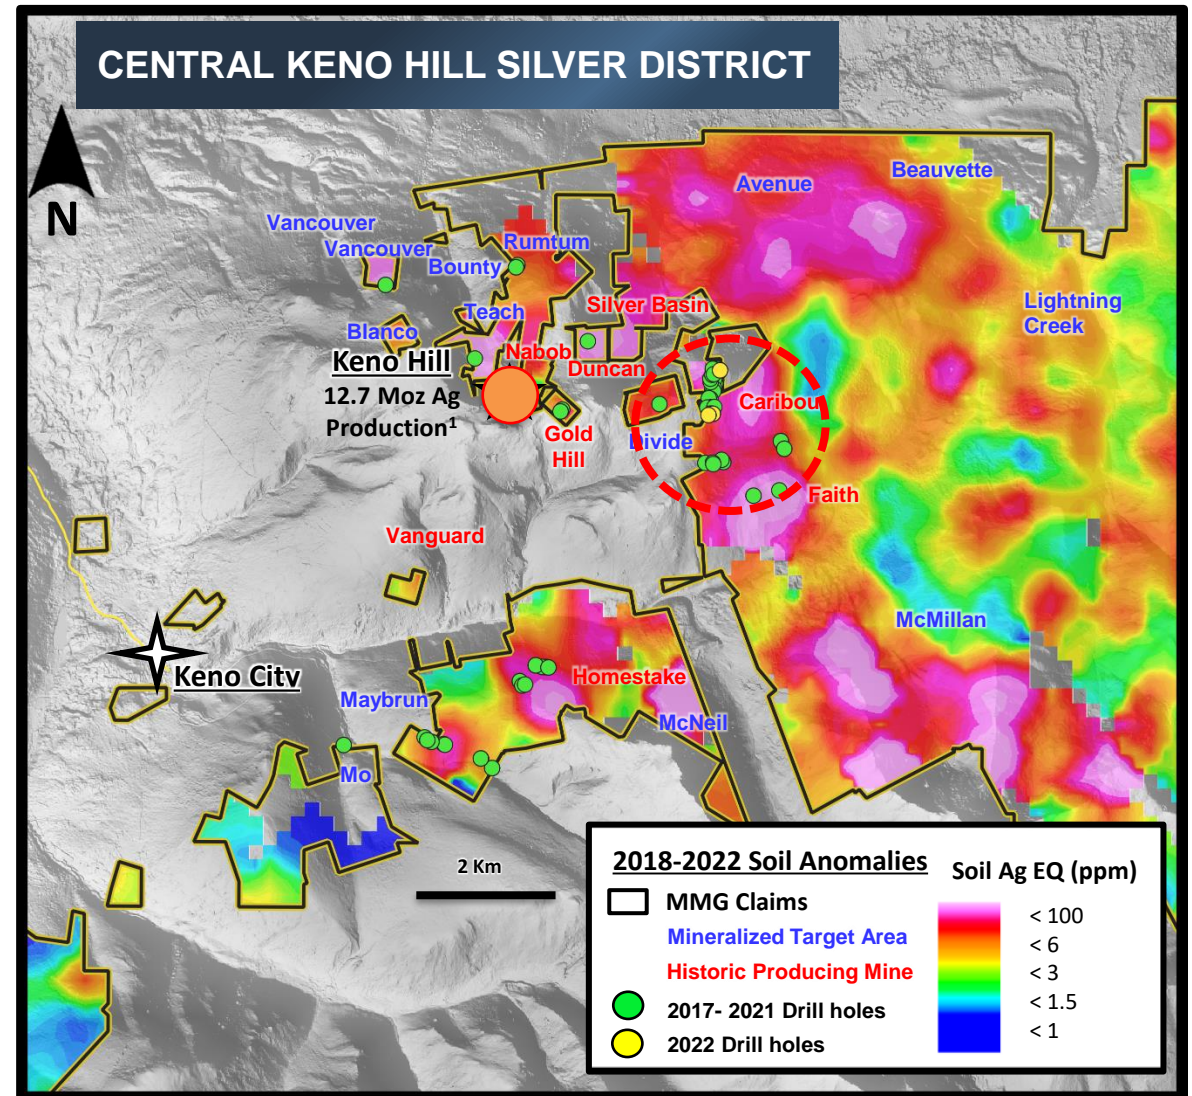 CENTRAL KENO HILL SILVER DISTRICT
N
Beauvette
Avenue
Vancouver
Vancouver
Rumtum
Bounty
Lightning
Creek
Silver Basin
Teach
Blanco
Nabob
Keno Hill
Duncan
12.7 Moz Ag
Production¹
Caribou
Gold
Hill
Divide
Faith
Vanguard
McMillan
Keno City
Homestake
Maybrun
McNeil
Mo
2 Km
2018-2022 Soil Anomalies
MMG Claims
Mineralized Target Area
Historic Producing Mine
2017- 2021 Drill holes
2022 Drill holes
Soil Ag EQ (ppm)
< 100
< 6
< 3
< 1.5
< 1